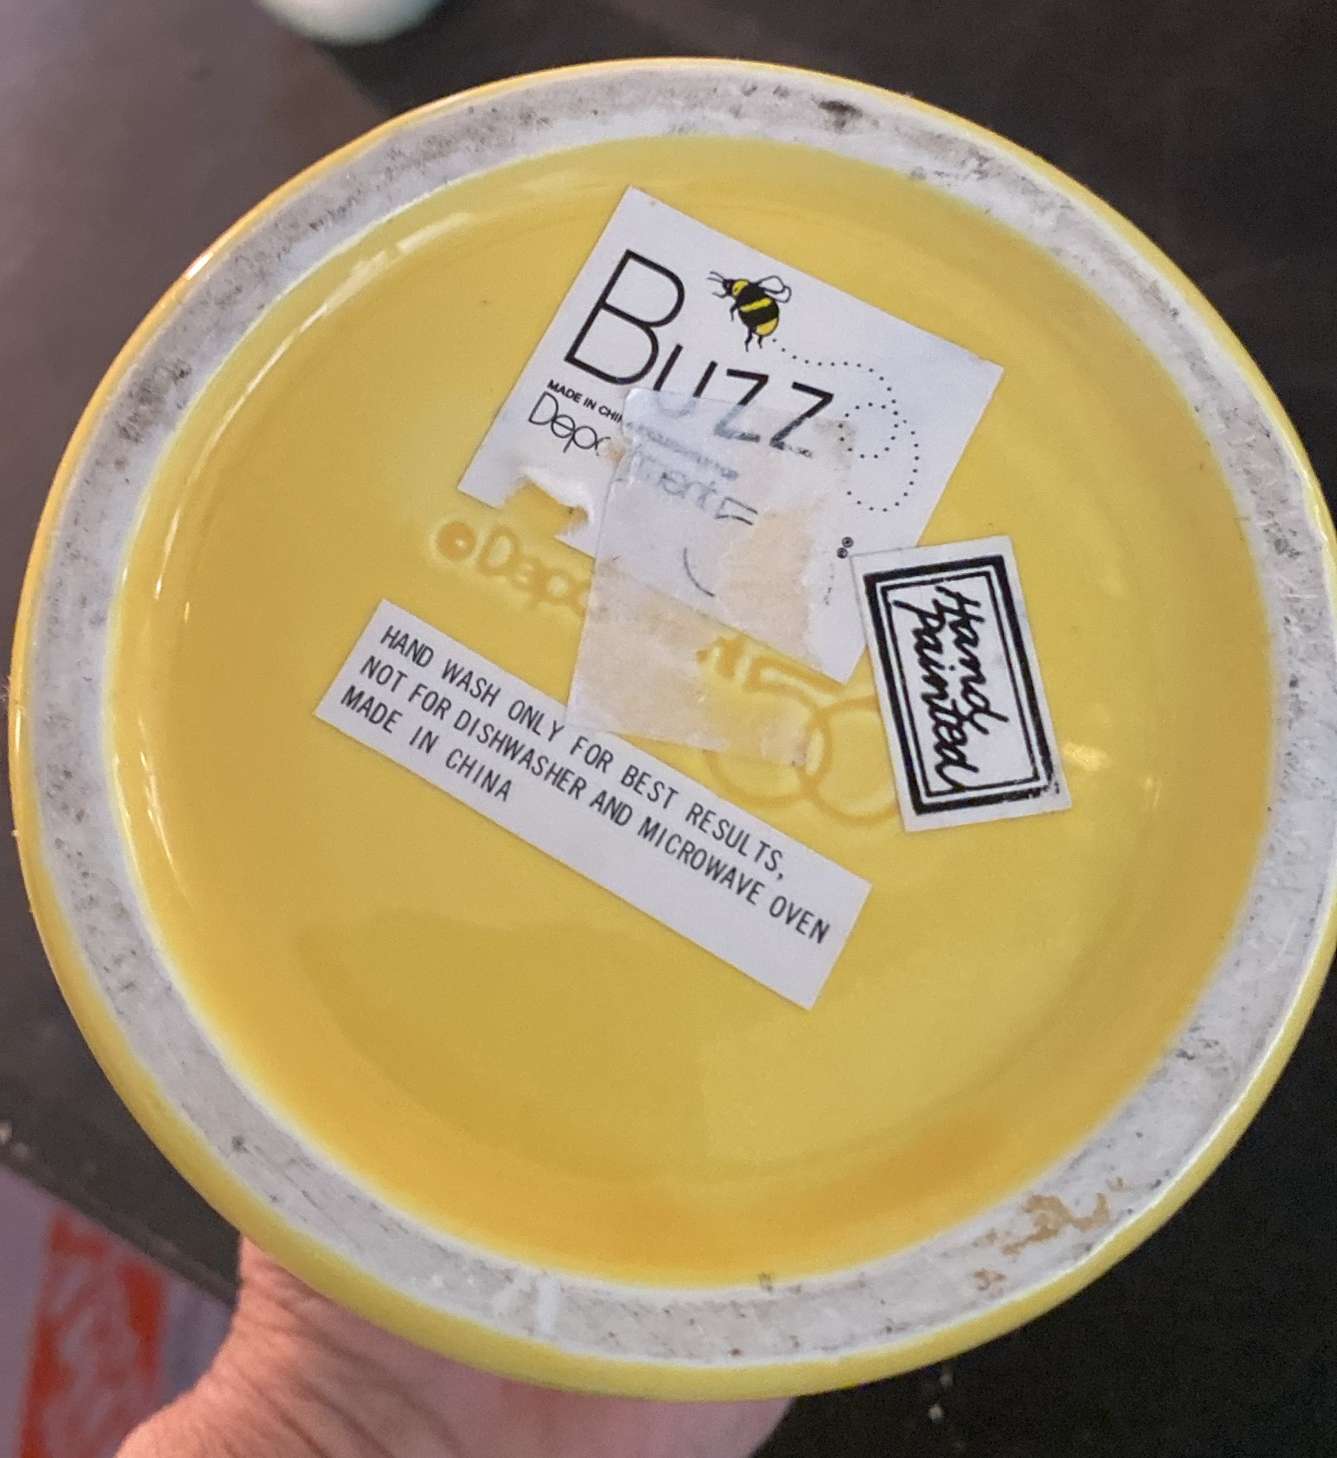 Buzz
MADE IN CHI
Depa
tment
Depa
56
Hand
Painted
HAND WASH ONLY FOR BEST RESULTS,
NOT FOR DISHWASHER AND MICROWAVE OVEN
MADE IN CHINA